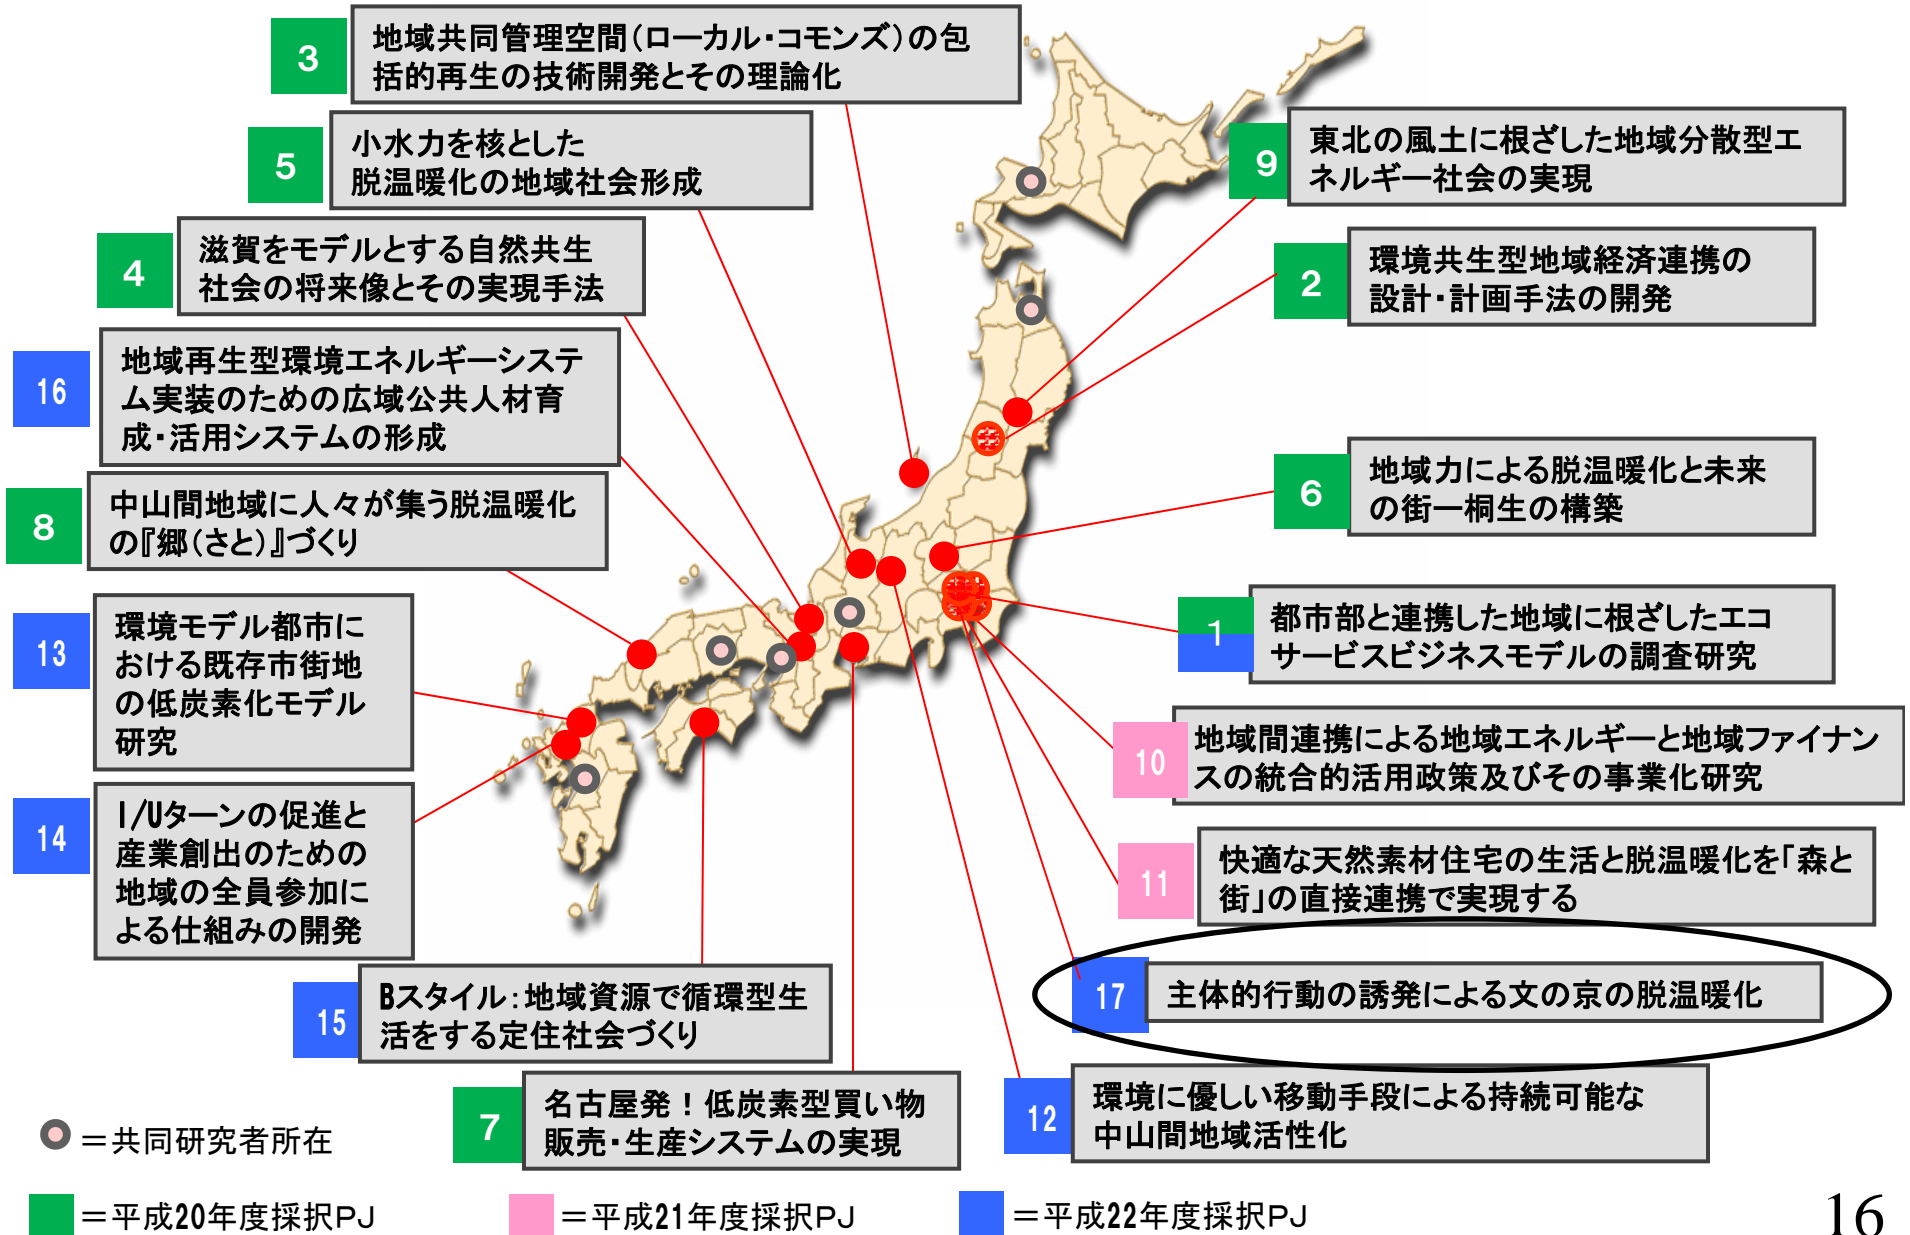 3
地域共同管理空間(ローカル・コモンズ)の包
括的再生の技術開発とその理論化
5
小水力を核とした
脱温暖化の地域社会形成
4
滋賀をモデルとする自然共生
社会の将来像とその実現手法
16
地域再生型環境エネルギーシステ
ム実装のための広域公共人材育
成・活用システムの形成
8
中山間地域に人々が集う脱温暖化
の『郷(さと)』づくり
13
環境モデル都市に
おける既存市街地
の低炭素化モデル
研究
14
I/Uターンの促進と
産業創出のための
地域の全員参加に
よる仕組みの開発
15
Bスタイル:地域資源で循環型生
活をする定住社会づくり
7
名古屋発!低炭素型買い物
販売・生産システムの実現
9
東北の風土に根ざした地域分散型エ
ネルギー社会の実現
2
環境共生型地域経済連携の
設計・計画手法の開発
6
地域力による脱温暖化と未来
の街ー桐生の構築
1
都市部と連携した地域に根ざしたエコ
サービスビジネスモデルの調査研究
10
地域間連携による地域エネルギーと地域ファイナン
スの統合的活用政策及びその事業化研究
11
快適な天然素材住宅の生活と脱温暖化を「森と
街」の直接連携で実現する
17
主体的行動の誘発による文の京の脱温暖化
12
環境に優しい移動手段による持続可能な
中山間地域活性化
=共同研究者所在
=平成20年度採択PJ
=平成21年度採択PJ
=平成22年度採択PJ
16